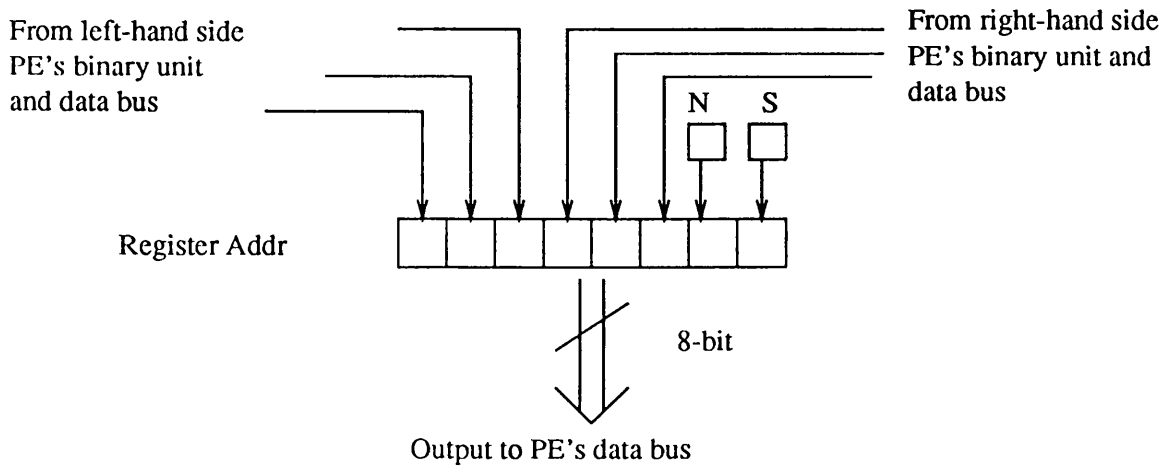 From left-hand side
PE's binary unit
and data bus
From right-hand side
PE's binary unit and
data bus
N S
Register Addr
8-bit
Output to PE's data bus